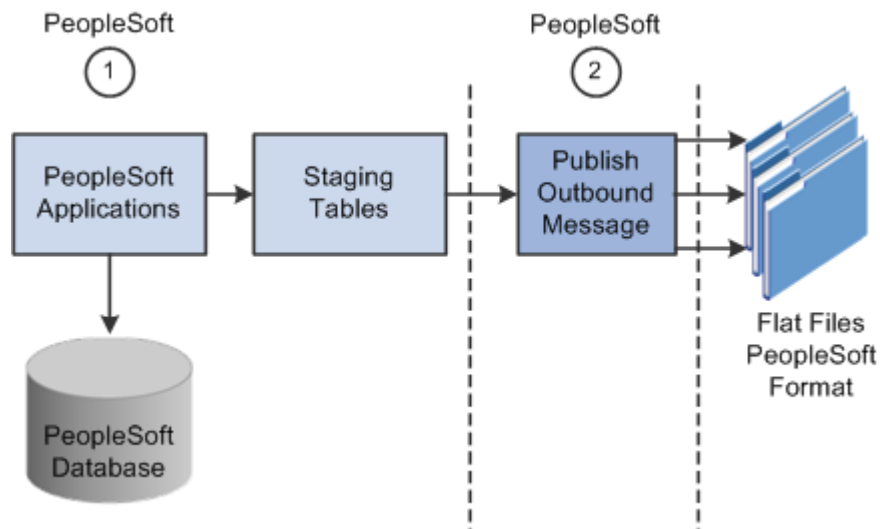 PeopleSoft
1
PeopleSoft
2
PeopleSoft
Applications
Staging
Tables
Publish
Outbound
Message
Flat Files
PeopleSoft
Format
PeopleSoft
Database